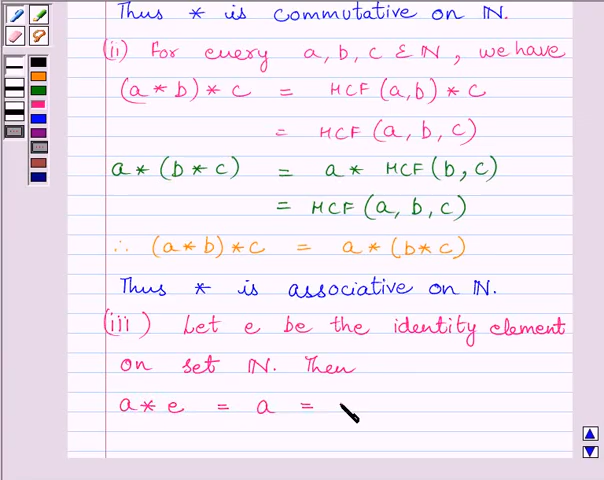 Thus * is commutative on ℕ.
(ii) For every a, b, c ε ℕ, we have
(a * b) * c = HCF (a, b) * c
= HCF (a, b, c)
a * (b * c) = a * HCF (b, c)
= HCF (a, b, c)
∴ (a * b) * c = a * (b * c)
Thus * is associative on ℕ.
(iii) Let e be the identity element
on set ℕ. Then
a * e = a =